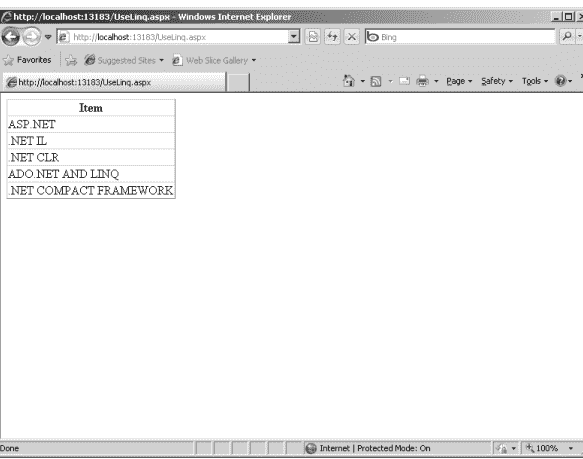 http://localhost:13183/UseLinq.aspx - Windows Internet Explorer
http://localhost:13183/UseLinq.aspx
Bing
Favorites
Suggested Sites
Web Slice Gallery
http://localhost:13183/UseLinq.aspx
Page
Safety
Tools
Item
ASP.NET
.NET IL
.NET CLR
ADO.NET AND LINQ
.NET COMPACT FRAMEWORK
Done
Internet | Protected Mode: On
100%